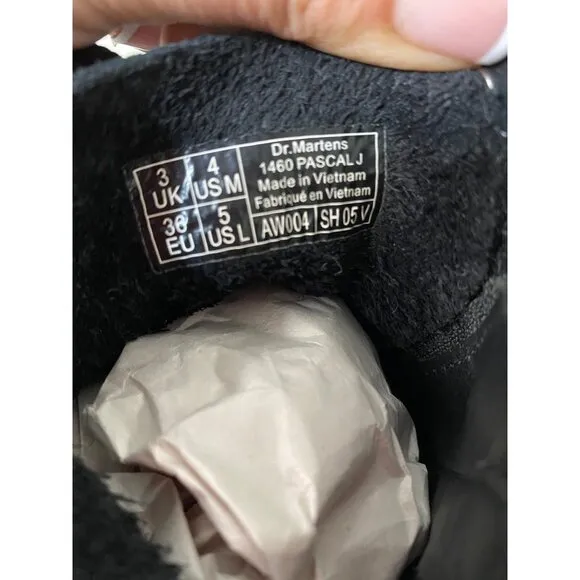 3 UK
4 US M
36 EU
5 US L
Dr.Martens
1460 PASCAL J
Made in Vietnam
Fabriqué en Vietnam
AW004 SH 05 V